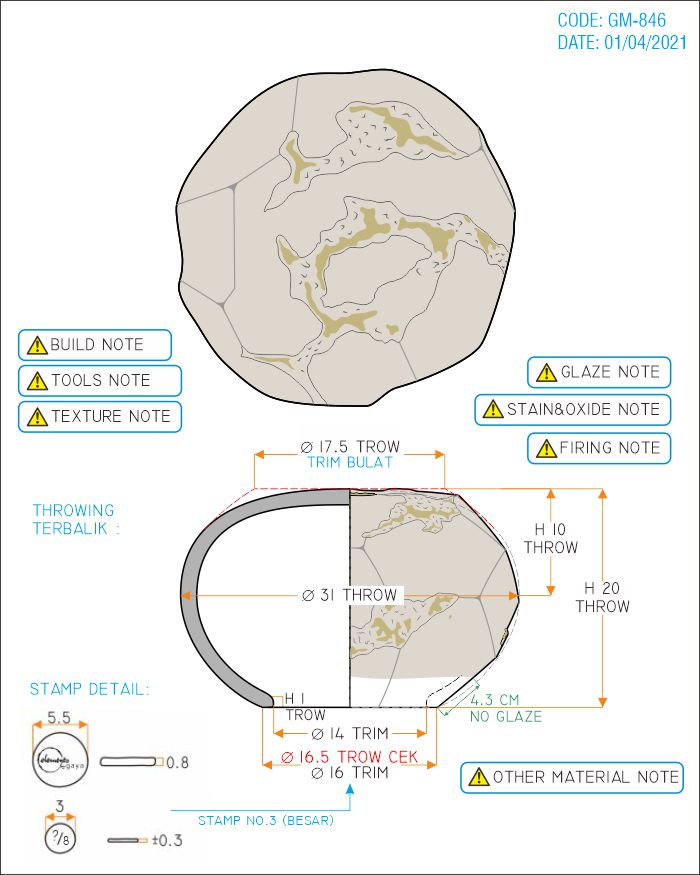 CODE: GM-846
DATE: 01/04/2021
BUILD NOTE
TOOLS NOTE
TEXTURE NOTE
GLAZE NOTE
STAIN&OXIDE NOTE
FIRING NOTE
Ø 17.5 TROW
TRIM BULAT
THROWING
TERBALIK :
H 10
THROW
H 20
THROW
Ø 31 THROW
STAMP DETAIL:
H 1
TROW
4.3 CM
NO GLAZE
5.5
Ø 14 TRIM
elements
gaya
0.8
Ø 16.5 TROW CEK
Ø 16 TRIM
OTHER MATERIAL NOTE
3
STAMP NO.3 (BESAR)
?/8
±0.3